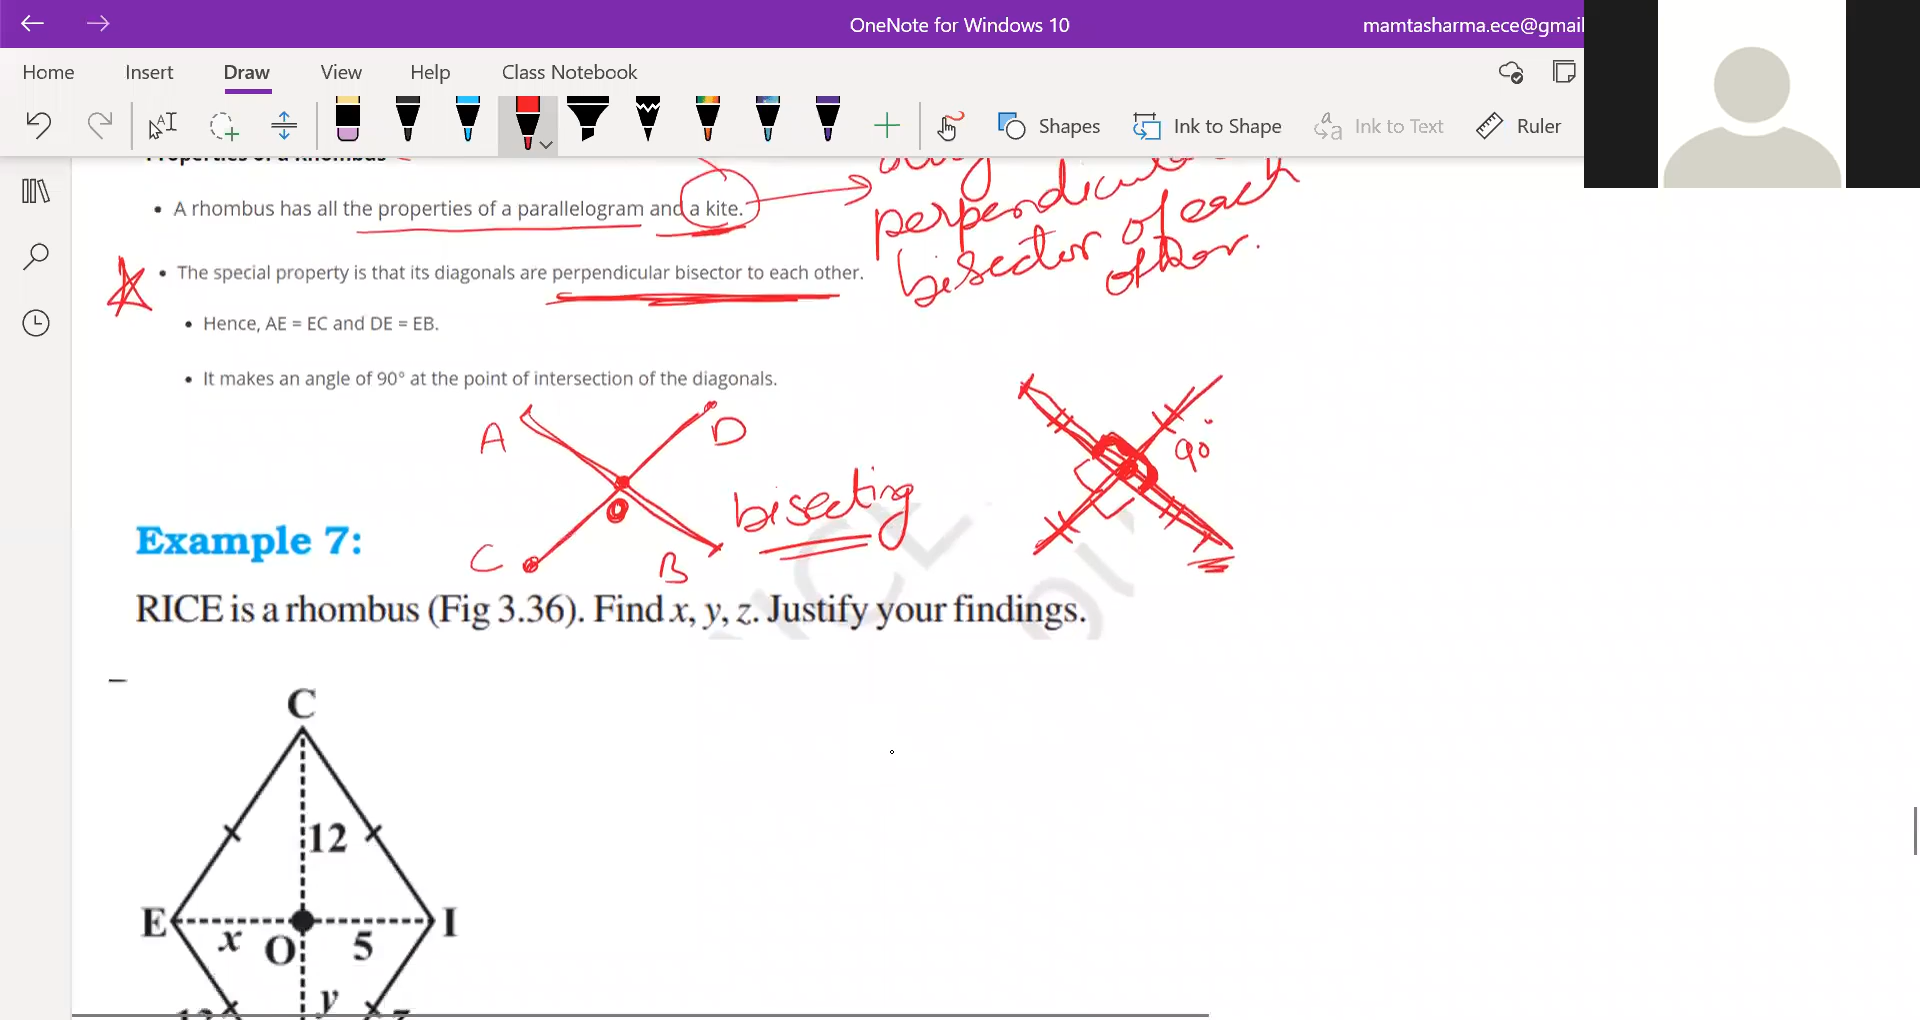 OneNote for Windows 10
mamtasharma.ece@gmail
Home Insert Draw View Help Class Notebook
Shapes Ink to Shape Ink to Text Ruler
Properties of a Rhombus
• A rhombus has all the properties of a parallelogram and a kite.
perpendicular
bisector of each
other.
• The special property is that its diagonals are perpendicular bisector to each other.
• Hence, AE = EC and DE = EB.
• It makes an angle of 90° at the point of intersection of the diagonals.
A D
90°
O
bisecting
C B
Example 7:
RICE is a rhombus (Fig 3.36). Find x, y, z. Justify your findings.
C
12
E I
x O 5
y